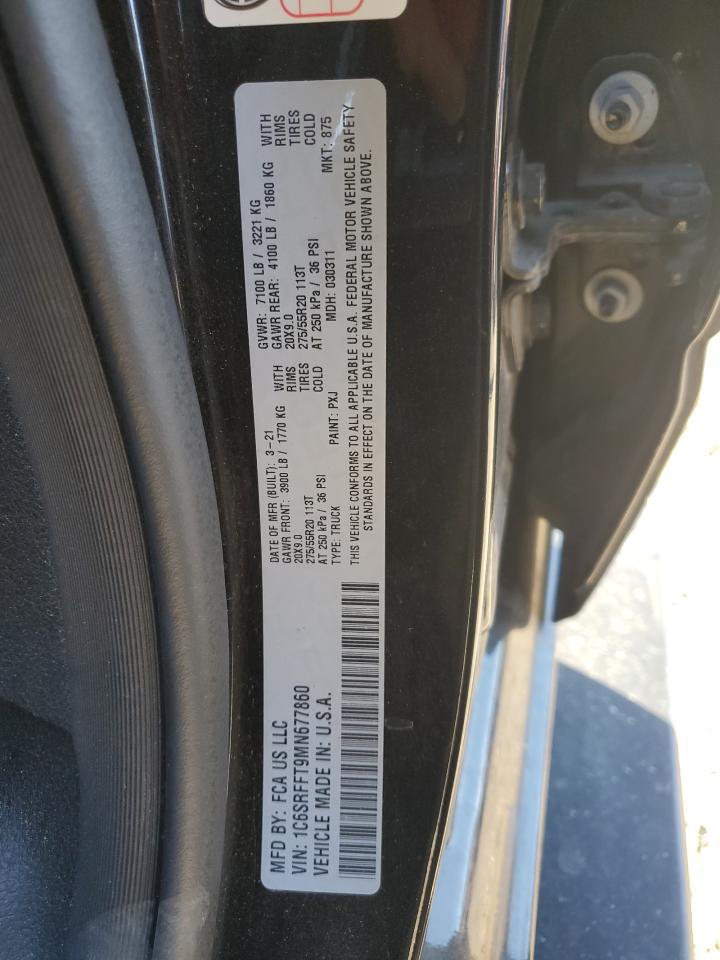 MFD BY: FCA US LLC
VIN: 1C6SRFFT9MN677860
VEHICLE MADE IN: U.S.A.
DATE OF MFR (BUILT): 3-21 GVWR: 7100 LB / 3221 KG
GAWR FRONT: 3900 LB / 1770 KG WITH GAWR REAR: 4100 LB / 1860 KG WITH
20X9.0 RIMS 20X9.0 RIMS
275/55R20 113T TIRES 275/55R20 113T TIRES
AT 250 kPa / 36 PSI COLD AT 250 kPa / 36 PSI COLD
TYPE: TRUCK PAINT: PXJ MDH: 030311 MKT: 875
THIS VEHICLE CONFORMS TO ALL APPLICABLE U.S.A. FEDERAL MOTOR VEHICLE SAFETY
STANDARDS IN EFFECT ON THE DATE OF MANUFACTURE SHOWN ABOVE.